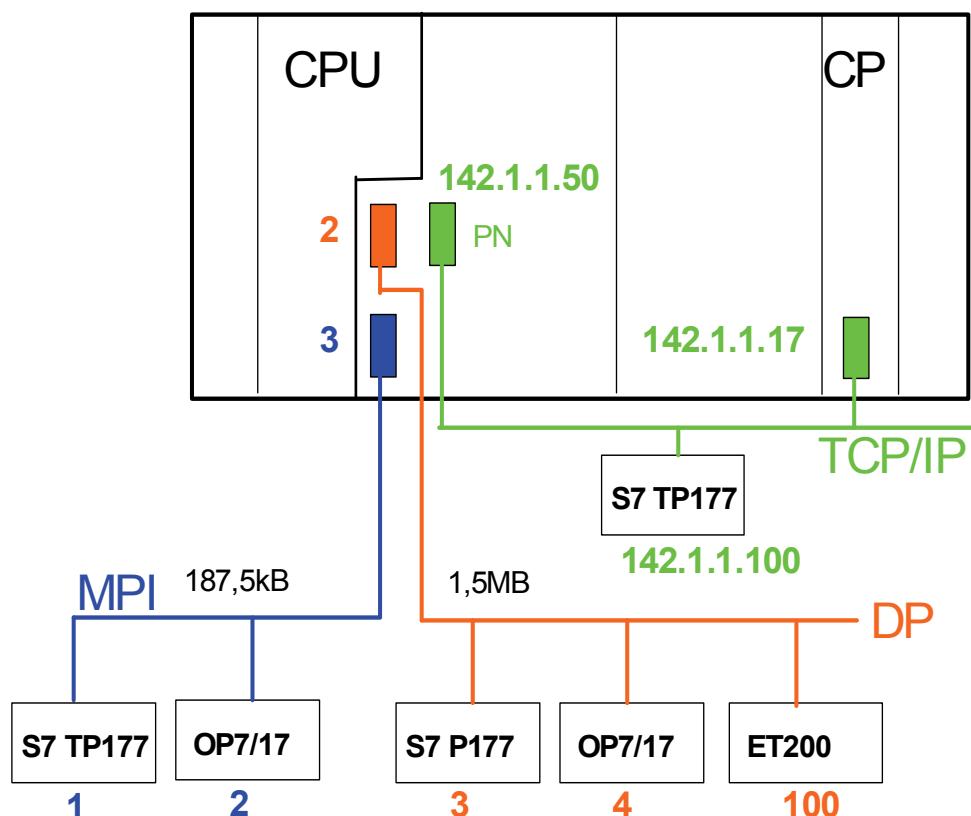 CPU
CP
142.1.1.50
2
PN
3
142.1.1.17
TCP/IP
S7 TP177
142.1.1.100
MPI
187,5kB
1,5MB
DP
S7 TP177
OP7/17
S7 P177
OP7/17
ET200
1
2
3
4
100